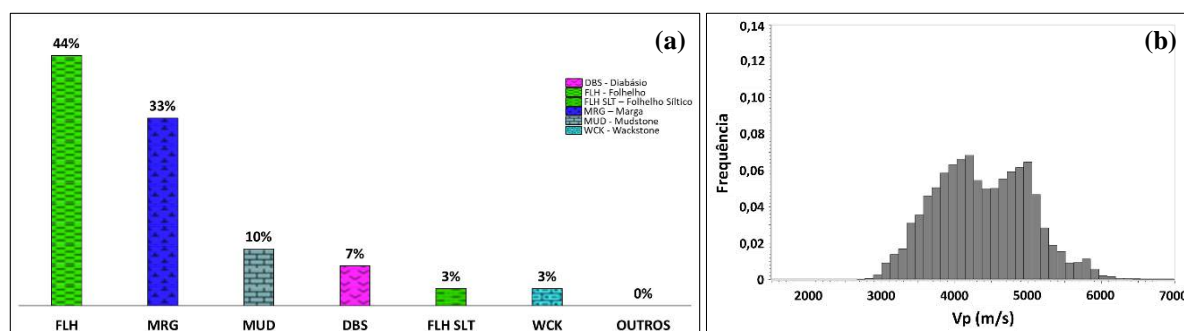 (a)
44%
33%
10%
7%
3%
3%
0%
DBS - Diabásio
FLH - Folhelho
FLH SLT – Folhelho Síltico
MRG – Marga
MUD - Mudstone
WCK - Wackstone
FLH MRG MUD DBS FLH SLT WCK OUTROS
(b)
Frequência
0,14
0,12
0,10
0,08
0,06
0,04
0,02
0
2000 3000 4000 5000 6000 7000
Vp (m/s)